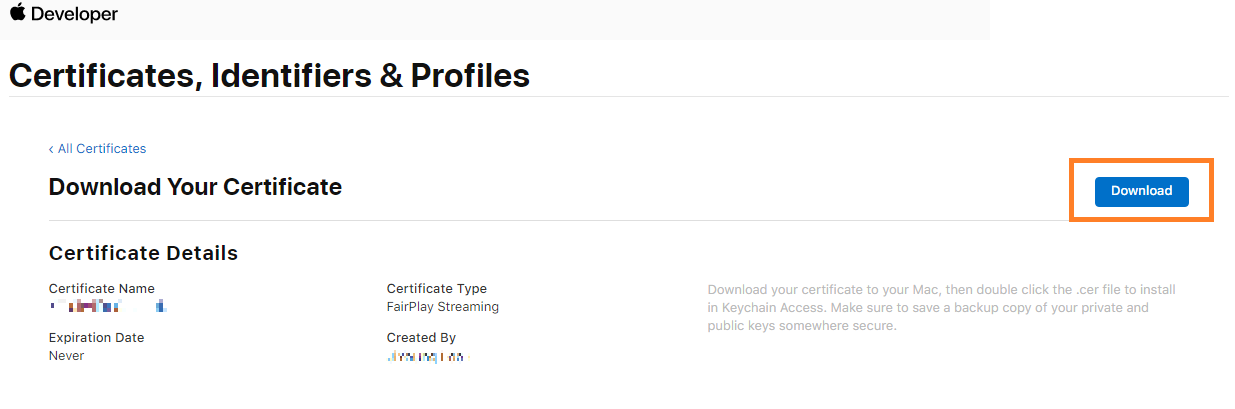 Developer
Certificates, Identifiers & Profiles
‹ All Certificates
Download Your Certificate
Download
Certificate Details
Certificate Name
Certificate Type
FairPlay Streaming
Expiration Date
Never
Created By
Download your certificate to your Mac, then double click the .cer file to install
in Keychain Access. Make sure to save a backup copy of your private and
public keys somewhere secure.